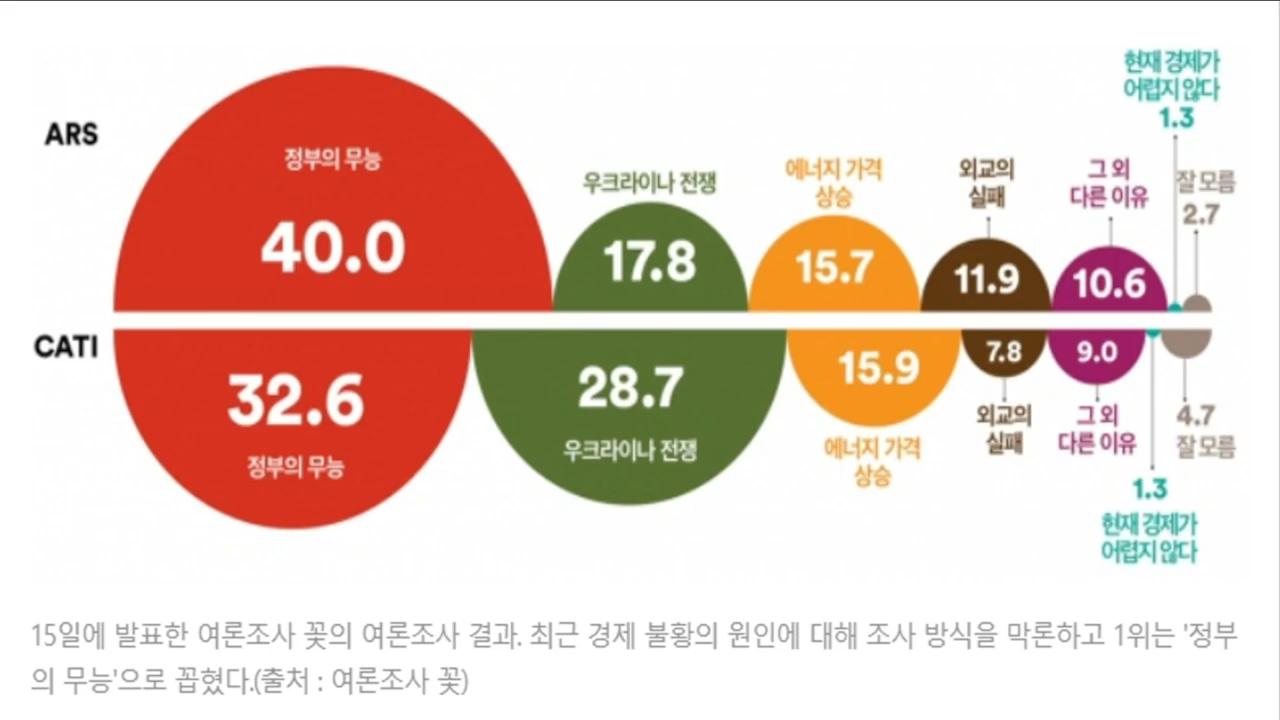 현재 경제가
어렵지 않다
1.3
ARS
정부의 무능
40.0
우크라이나 전쟁
17.8
에너지 가격
상승
15.7
외교의
실패
11.9
그 외
다른 이유
10.6
잘 모름
2.7
CATI
32.6
정부의 무능
28.7
우크라이나 전쟁
15.9
에너지 가격
상승
7.8
외교의
실패
9.0
그 외
다른 이유
1.3
현재 경제가
어렵지 않다
4.7
잘 모름
15일에 발표한 여론조사 꽃의 여론조사 결과. 최근 경제 불황의 원인에 대해 조사 방식을 막론하고 1위는 '정부
의 무능'으로 꼽혔다.(출처 : 여론조사 꽃)